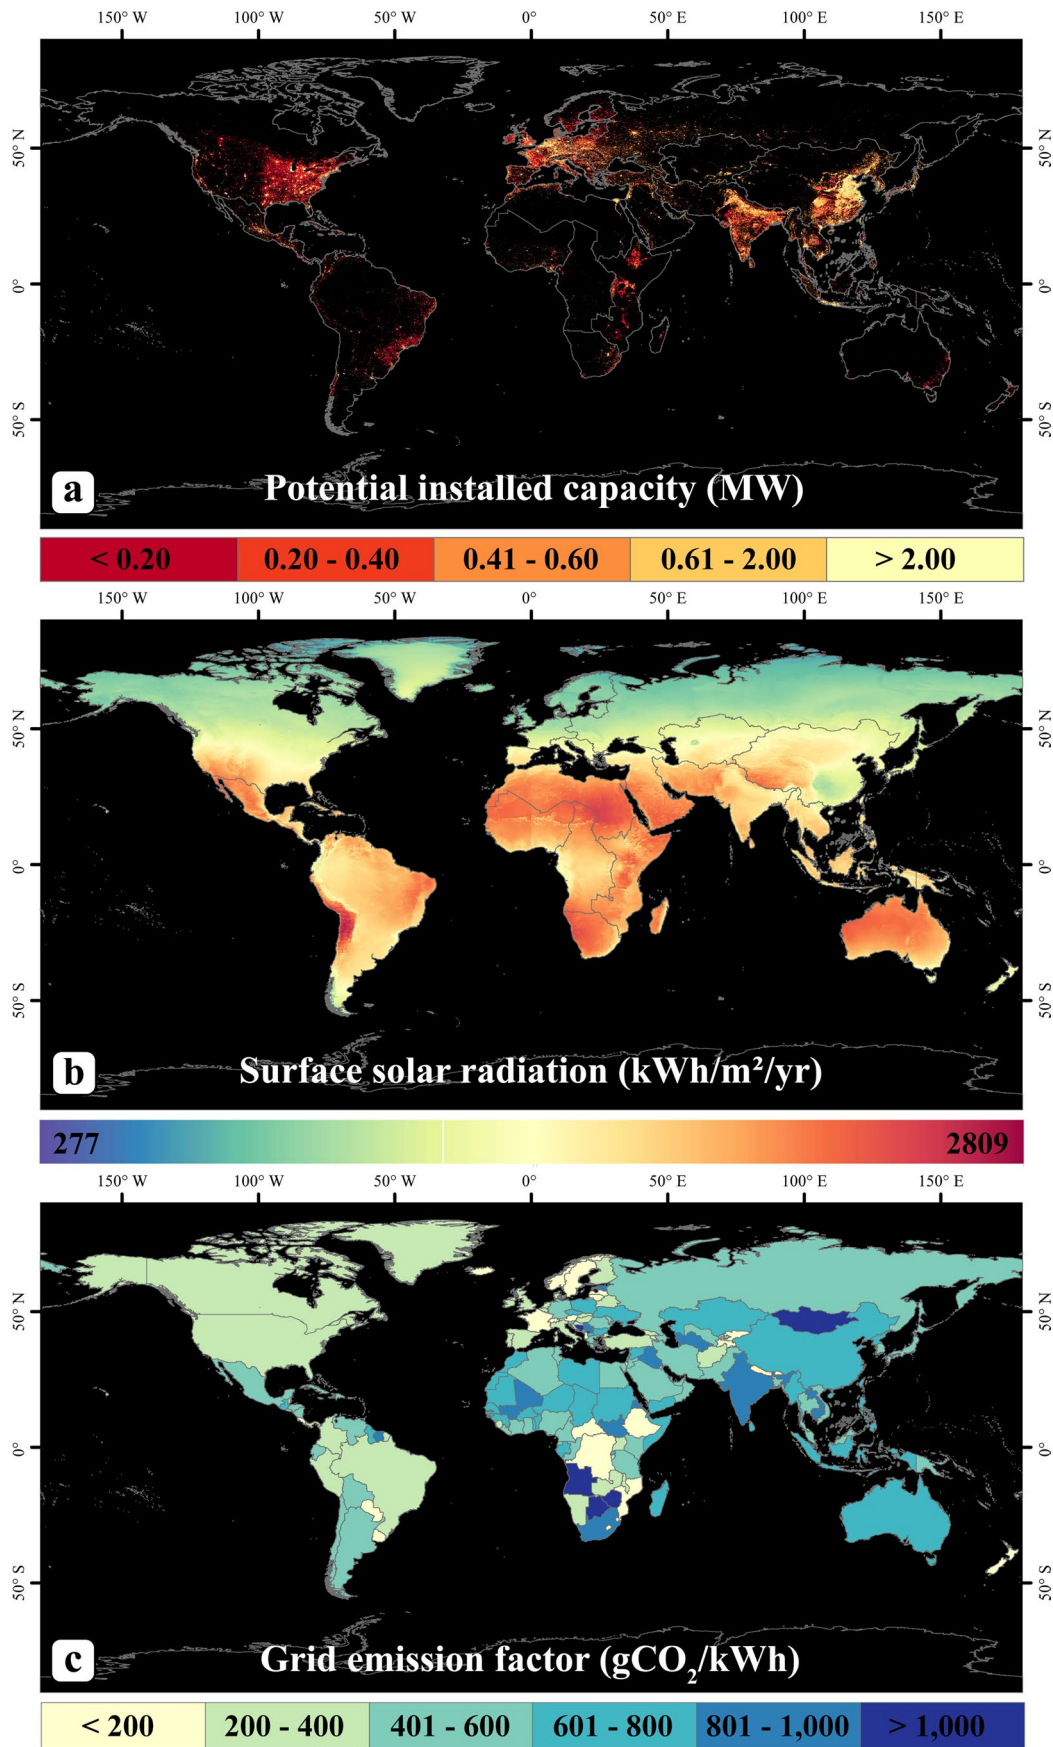 150° W 100° W 50° W 0° 50° E 100° E 150° E
50° N 50° N
0° 0°
50° S 50° S
a Potential installed capacity (MW)
< 0.20 0.20 - 0.40 0.41 - 0.60 0.61 - 2.00 > 2.00
150° W 100° W 50° W 0° 50° E 100° E 150° E
50° N 50° N
0° 0°
50° S 50° S
b Surface solar radiation (kWh/m²/yr)
277 2809
150° W 100° W 50° W 0° 50° E 100° E 150° E
50° N 50° N
0° 0°
50° S 50° S
c Grid emission factor (gCO₂/kWh)
< 200 200 - 400 401 - 600 601 - 800 801 - 1,000 > 1,000